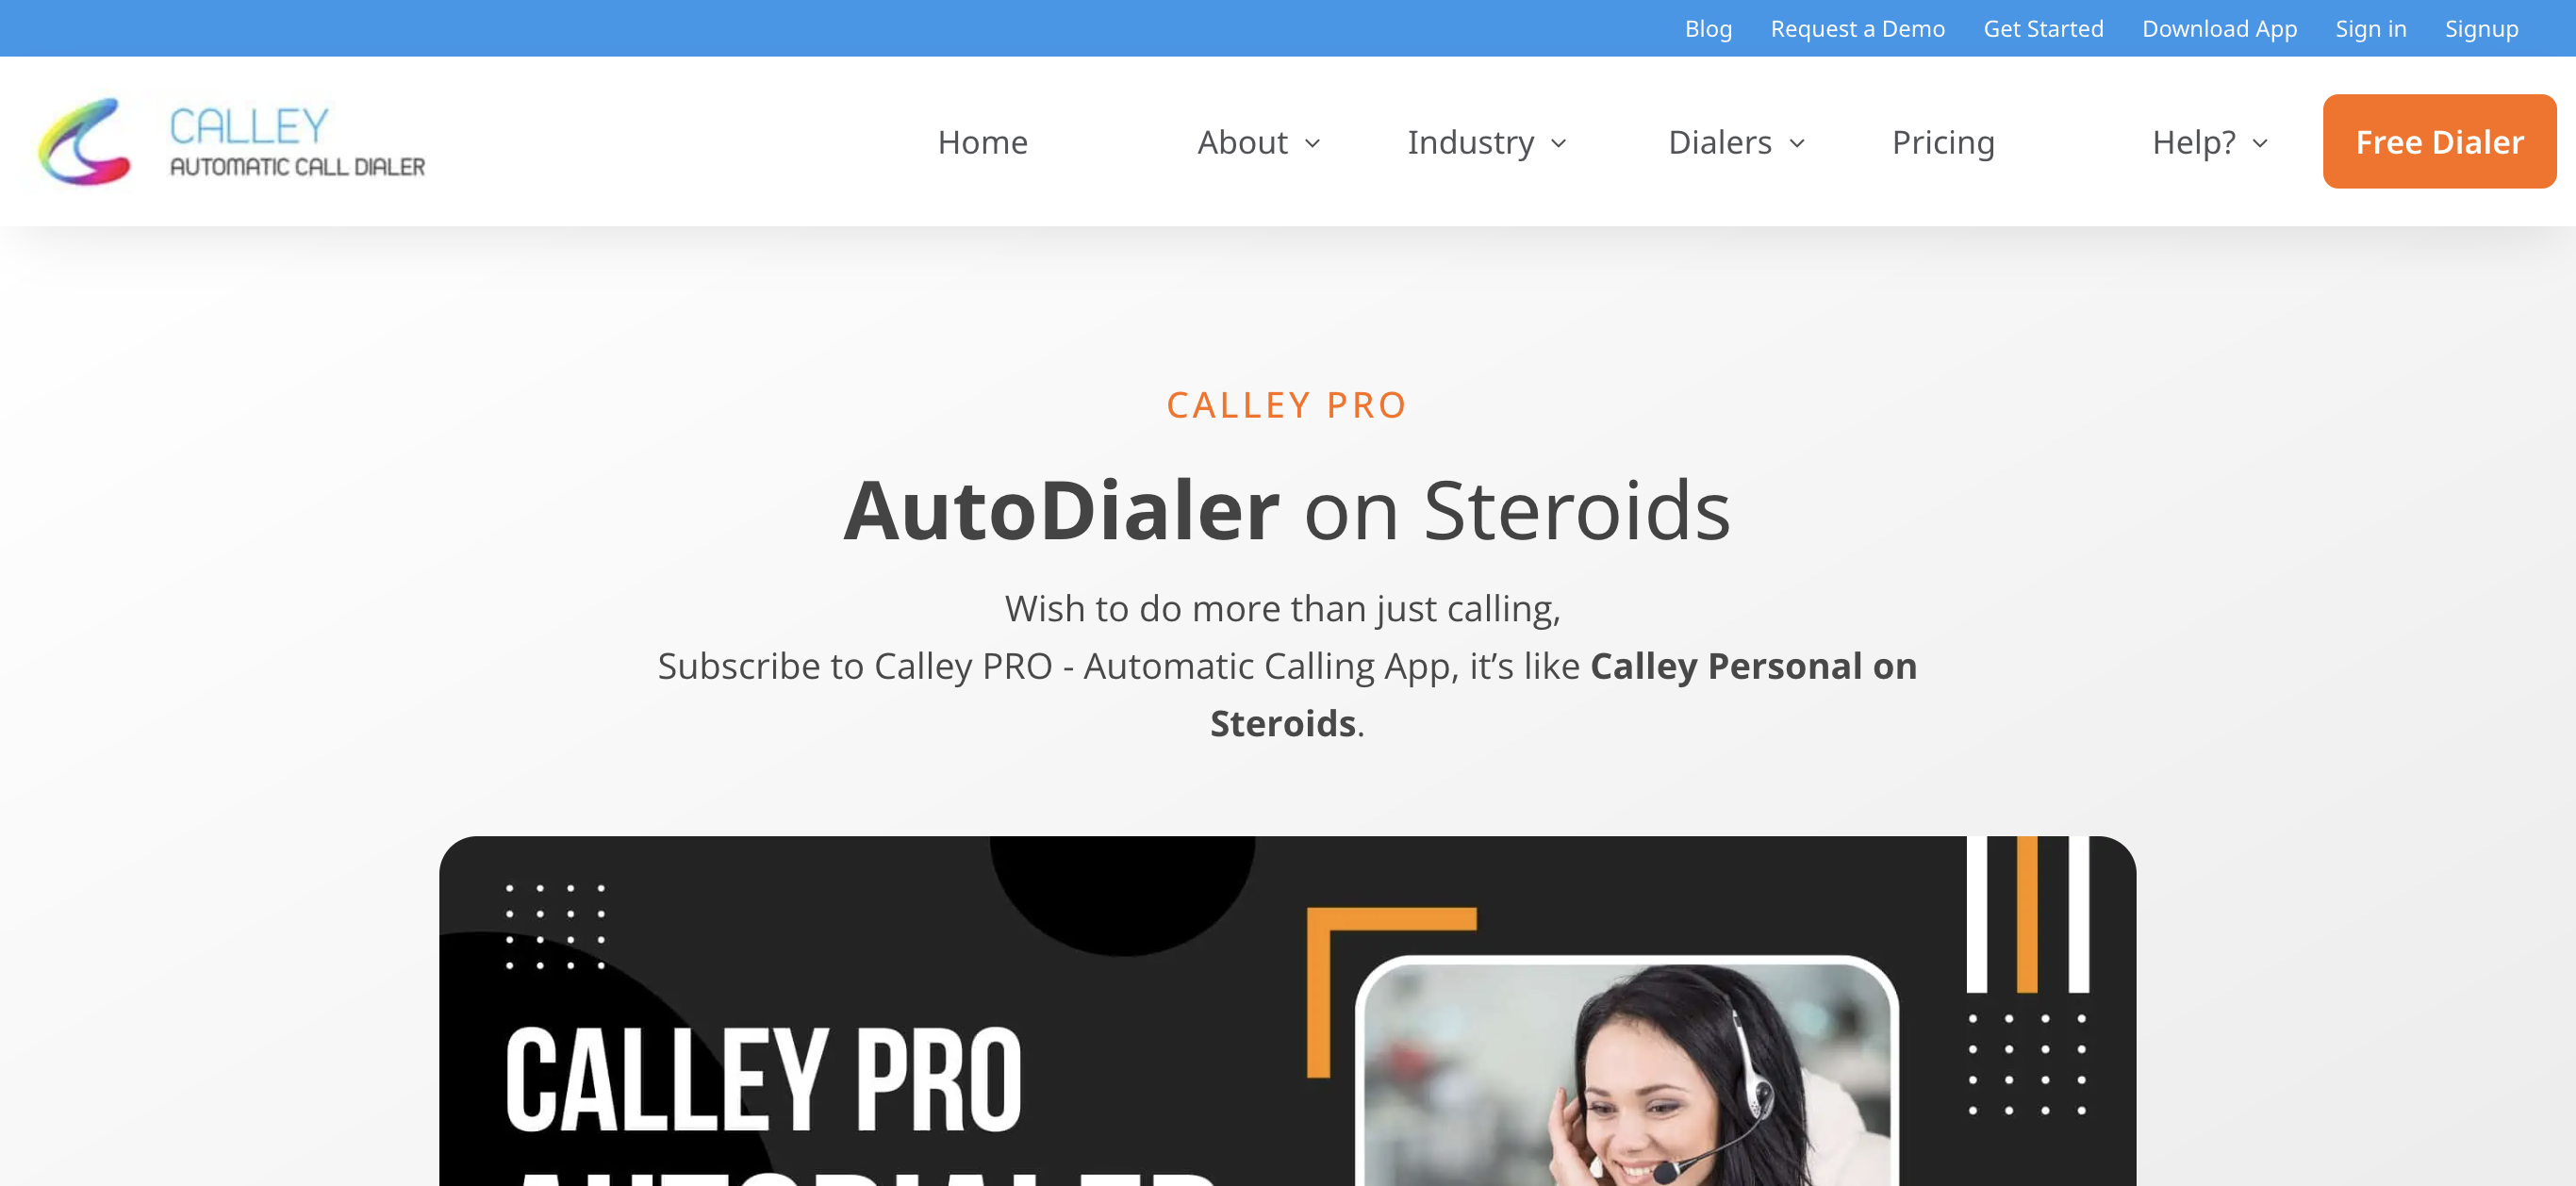 Blog Request a Demo Get Started Download App Sign in Signup
CALLEY
AUTOMATIC CALL DIALER
Home About Industry Dialers Pricing Help? Free Dialer
CALLEY PRO
AutoDialer on Steroids
Wish to do more than just calling,
Subscribe to Calley PRO - Automatic Calling App, it’s like Calley Personal on
Steroids.
CALLEY PRO
AUTODIALER